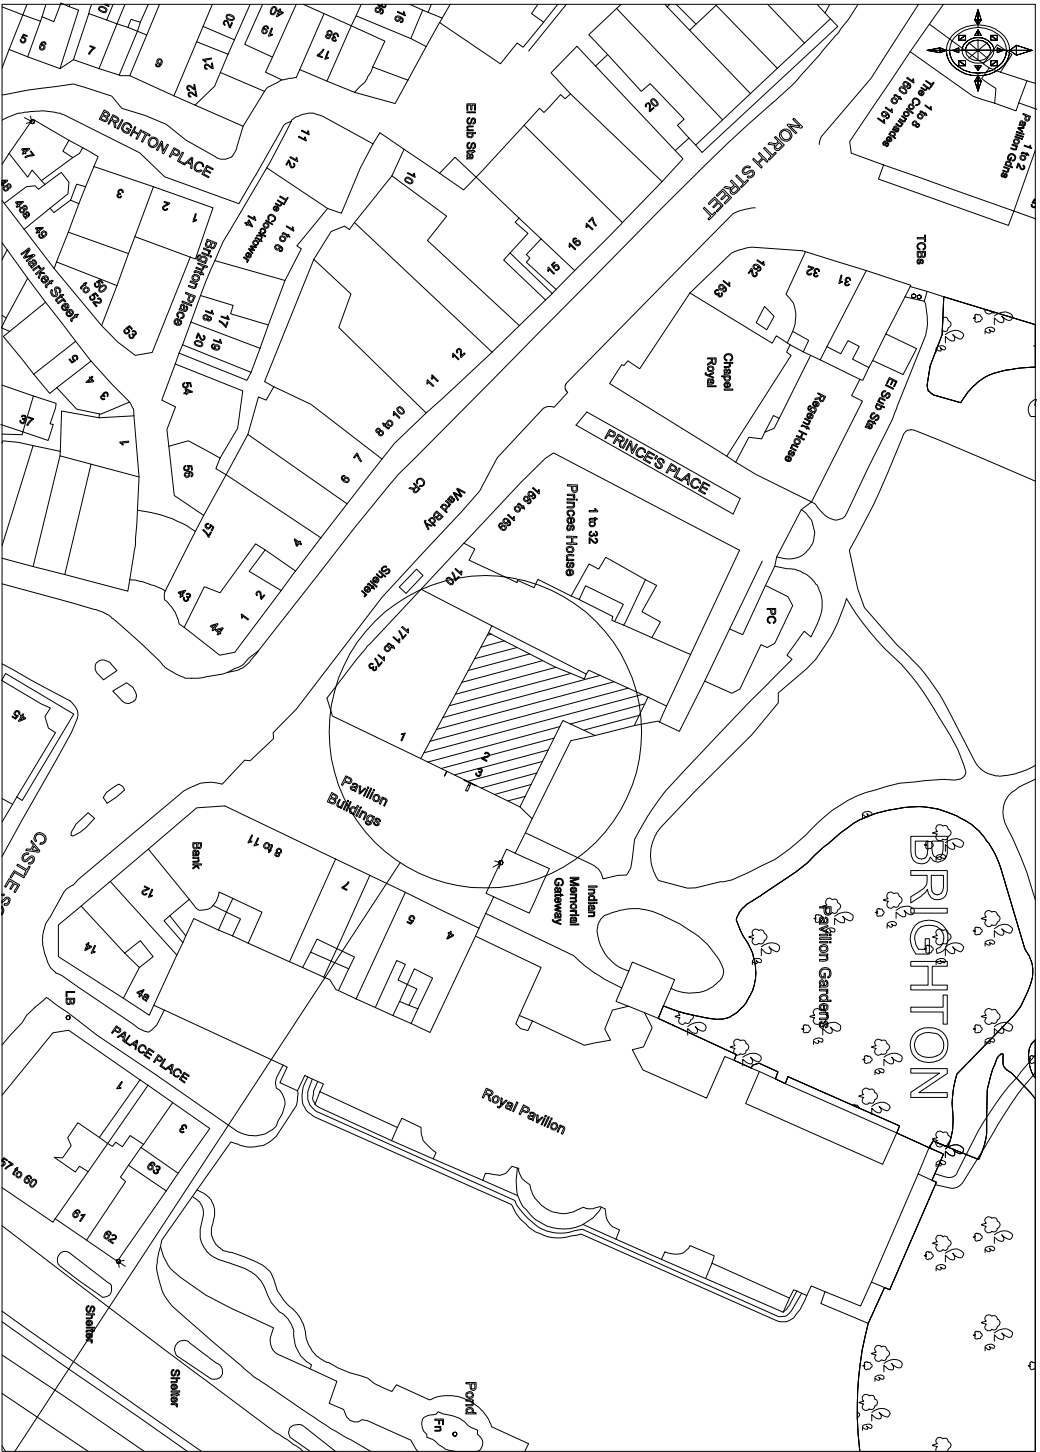 40
19
20
38
17
16
5
6
7
9
21
22
1 to 2
Pavilion Gdns
1 to 8
The Colonnades
160 to 161
NORTH STREET
20
El Sub Sta
BRIGHTON PLACE
47
48
48a
49
11
12
10
3
2
1
1 to 6
The Clocktower
14
17
16
15
TCBs
162
163
32
31
Market Street
50
to 52
53
Brighton Place
17
18
19
20
12
11
8 to 10
Chapel
Royal
Regent House
El Sub Sta
5
4
3
37
1
54
56
57
7
6
4
CR
Ward Bdy
PRINCE'S PLACE
166 to 169
1 to 32
Princes House
Shelter
170
PC
43
44
1
2
171 to 173
1
2
3
45
Pavilion
Buildings
CASTLE
8 to 11
Bank
12
14
4a
7
5
4
Indian
Memorial
Gateway
Pavilion Gardens
BRIGHTON
LB
PALACE PLACE
Royal Pavilion
1
3
63
57 to 60
61
62
Shelter
Shelter
Pond
Fn